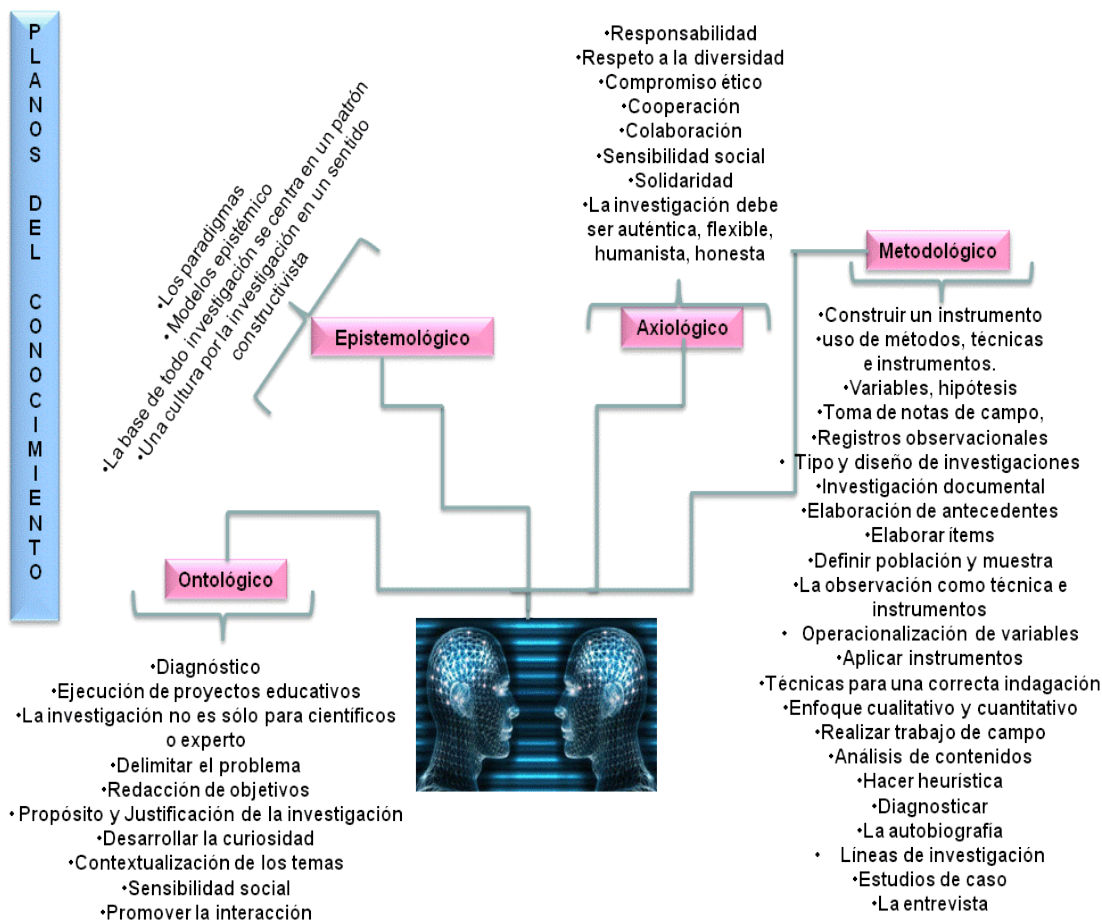 PLANOS DEL CONOCIMIENTO
•Los paradigmas
•Modelos epistémico
•La base de todo investigación se centra en un patrón
•Una cultura por la investigación en un sentido
constructivista
Epistemológico
•Responsabilidad
•Respeto a la diversidad
•Compromiso ético
•Cooperación
•Colaboración
•Sensibilidad social
•Solidaridad
•La investigación debe
ser auténtica, flexible,
humanista, honesta
Axiológico
Metodológico
•Construir un instrumento
•uso de métodos, técnicas
e instrumentos.
•Variables, hipótesis
•Toma de notas de campo,
•Registros observacionales
• Tipo y diseño de investigaciones
•Investigación documental
•Elaboración de antecedentes
•Elaborar ítems
•Definir población y muestra
•La observación como técnica e
instrumentos
• Operacionalización de variables
•Aplicar instrumentos
•Técnicas para una correcta indagación
•Enfoque cualitativo y cuantitativo
•Realizar trabajo de campo
•Análisis de contenidos
•Hacer heurística
•Diagnosticar
•La autobiografía
• Líneas de investigación
•Estudios de caso
•La entrevista
Ontológico
•Diagnóstico
•Ejecución de proyectos educativos
•La investigación no es sólo para científicos
o experto
•Delimitar el problema
•Redacción de objetivos
• Propósito y Justificación de la investigación
•Desarrollar la curiosidad
•Contextualización de los temas
•Sensibilidad social
•Promover la interacción